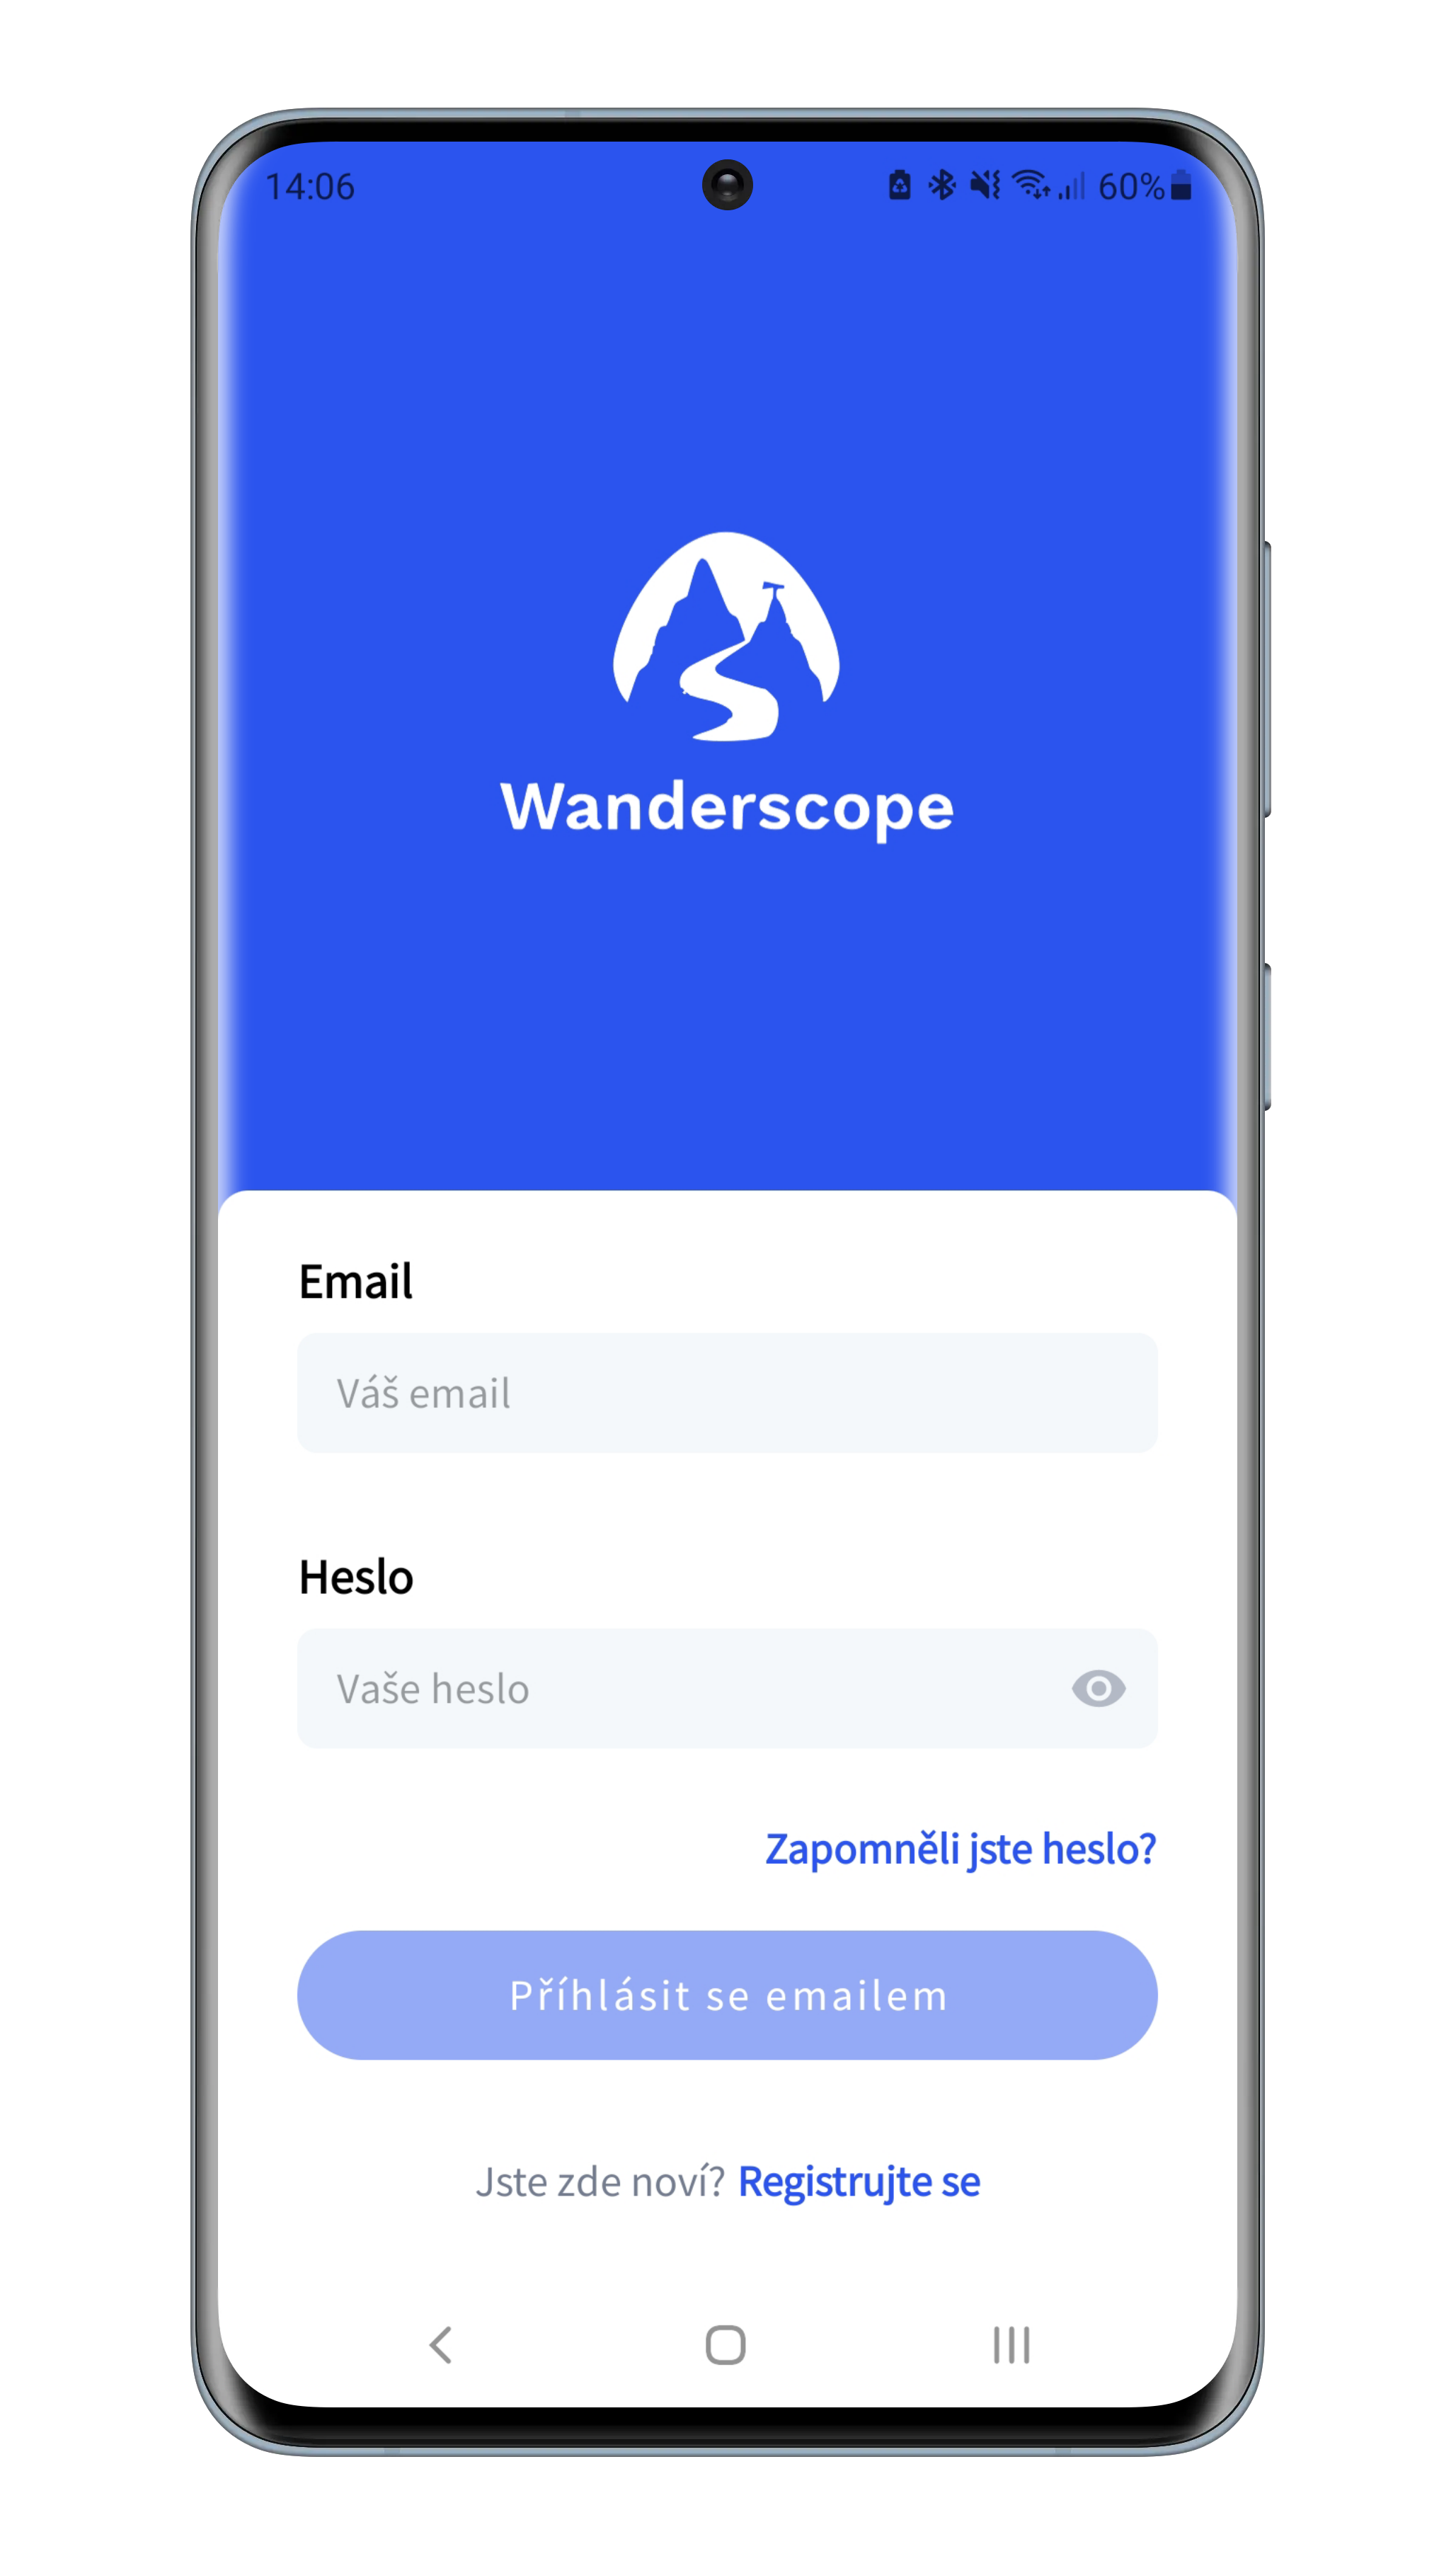 14:06 60%
Wanderscope
Email
Váš email
Heslo
Vaše heslo
Zapomněli jste heslo?
Příhlásit se emailem
Jste zde noví? Registrujte se